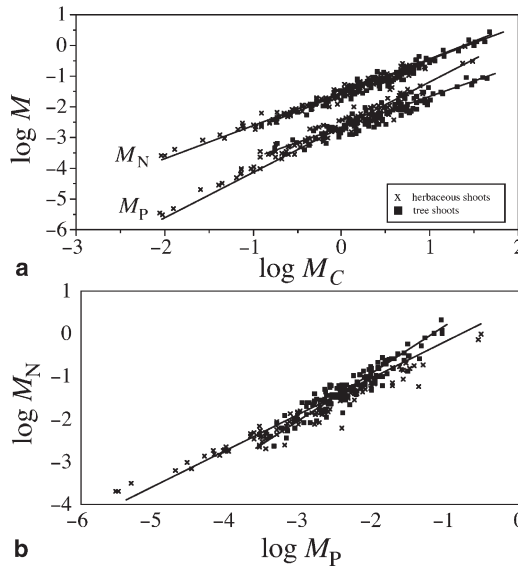 1
0
−1
−2
−3
−4
−5
−6
log M
M_N
M_P
x herbaceous shoots
■ tree shoots
−3 −2 −1 0 1 2
a log M_C
1
0
−1
−2
−3
−4
log M_N
−6 −5 −4 −3 −2 −1 0
b log M_P